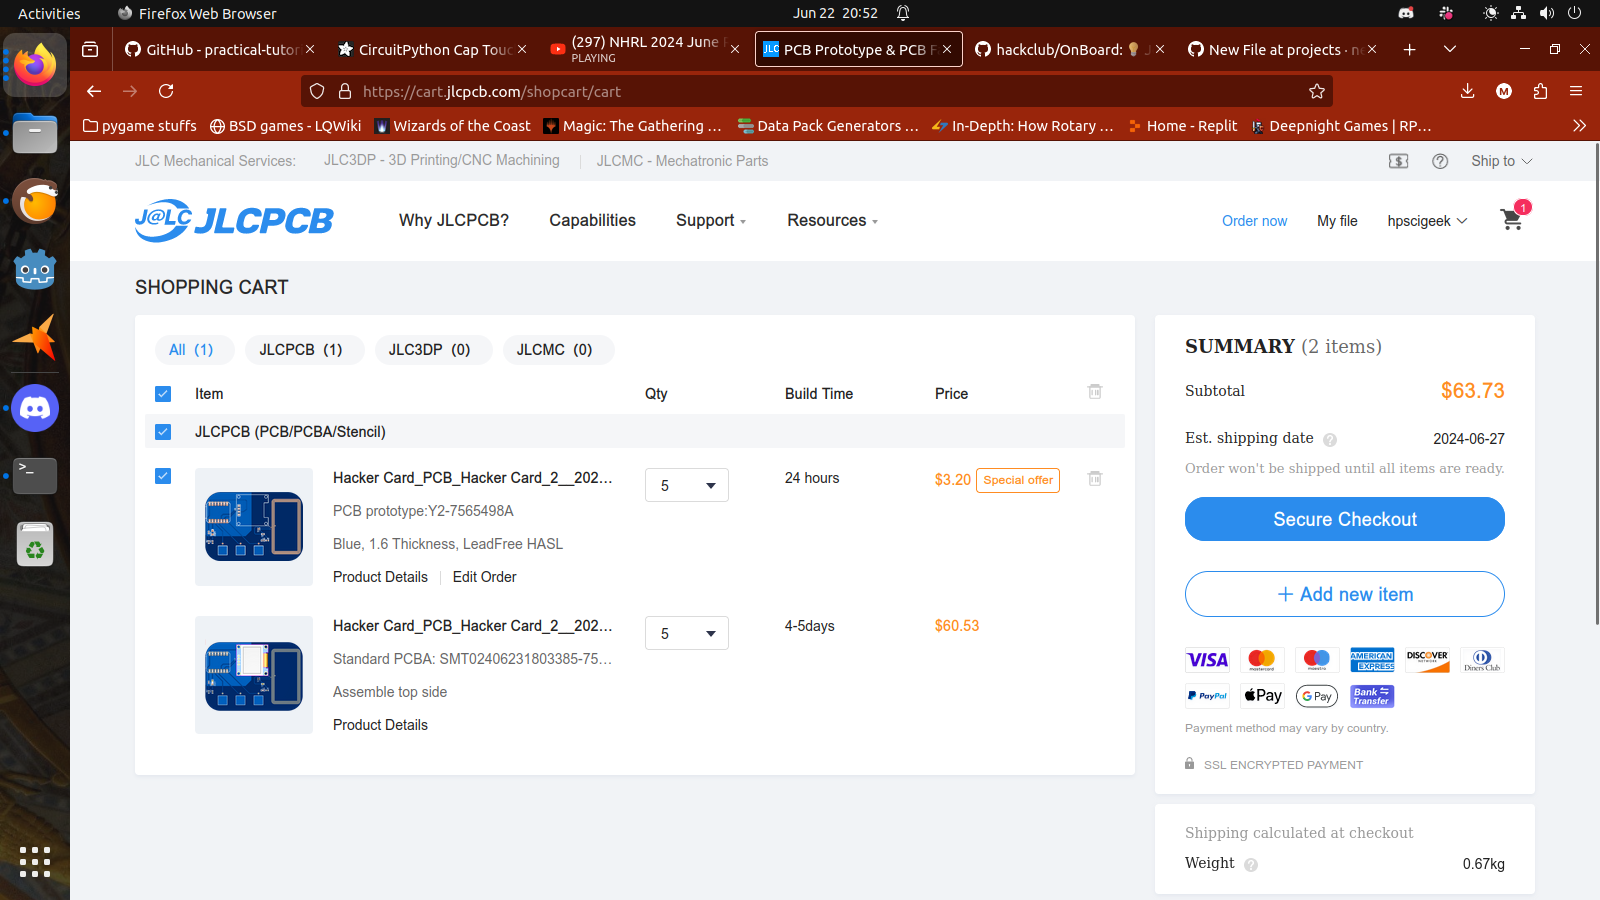 Activities
Firefox Web Browser
Jun 22 20:52
GitHub - practical-tutor
CircuitPython Cap Touc
(297) NHRL 2024 June
PLAYING
JLC PCB Prototype & PCB F
hackclub/OnBoard:
New File at projects · n
https://cart.jlcpcb.com/shopcart/cart
M
pygame stuffs
BSD games - LQWiki
Wizards of the Coast
Magic: The Gathering ...
Data Pack Generators ...
In-Depth: How Rotary ...
Home - Replit
Deepnight Games | RP...
JLC Mechanical Services:
JLC3DP - 3D Printing/CNC Machining
JLCMC - Mechatronic Parts
Ship to
J@LC JLCPCB
Why JLCPCB?
Capabilities
Support
Resources
Order now
My file
hpscigeek
1
SHOPPING CART
All (1)
JLCPCB (1)
JLC3DP (0)
JLCMC (0)
Item
Qty
Build Time
Price
JLCPCB (PCB/PCBA/Stencil)
Hacker Card_PCB_Hacker Card_2__202...
5
24 hours
$3.20
Special offer
PCB prototype:Y2-7565498A
Blue, 1.6 Thickness, LeadFree HASL
Product Details
Edit Order
Hacker Card_PCB_Hacker Card_2__202...
5
4-5days
$60.53
Standard PCBA: SMT02406231803385-75...
Assemble top side
Product Details
SUMMARY (2 items)
Subtotal
$63.73
Est. shipping date
2024-06-27
Order won't be shipped until all items are ready.
Secure Checkout
+ Add new item
VISA
mastercard
maestro
AMERICAN EXPRESS
DISCOVER
NETWORK
Diners Club
PayPal
Apple Pay
G Pay
Bank Transfer
Payment method may vary by country.
SSL ENCRYPTED PAYMENT
Shipping calculated at checkout
Weight
0.67kg